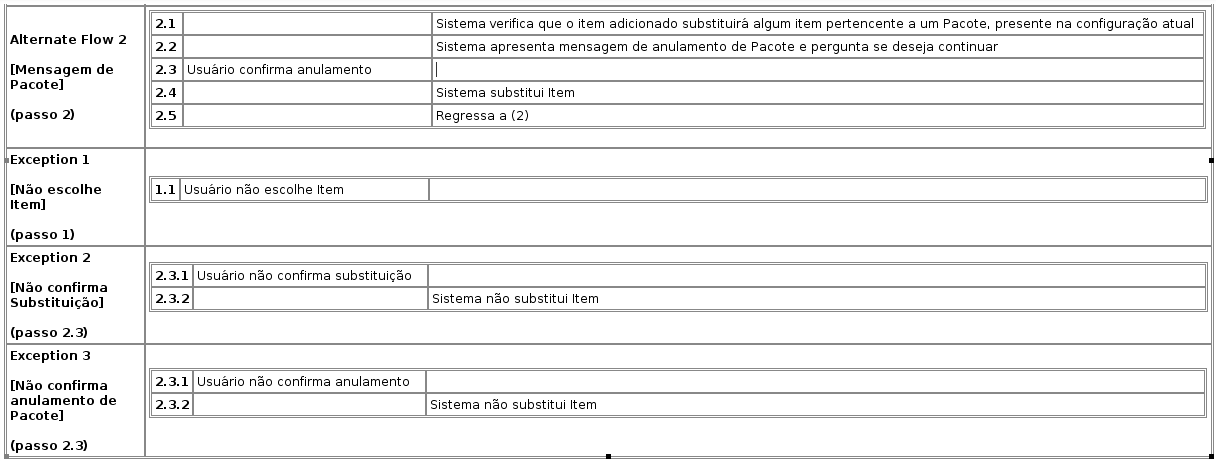 Alternate Flow 2
[Mensagem de
Pacote]
(passo 2)
2.1 Sistema verifica que o item adicionado substituirá algum item pertencente a um Pacote, presente na configuração atual
2.2 Sistema apresenta mensagem de anulamento de Pacote e pergunta se deseja continuar
2.3 Usuário confirma anulamento
2.4 Sistema substitui Item
2.5 Regressa a (2)
Exception 1
[Não escolhe
Item]
(passo 1)
1.1 Usuário não escolhe Item
Exception 2
[Não confirma
Substituição]
(passo 2.3)
2.3.1 Usuário não confirma substituição
2.3.2 Sistema não substitui Item
Exception 3
[Não confirma
anulamento de
Pacote]
(passo 2.3)
2.3.1 Usuário não confirma anulamento
2.3.2 Sistema não substitui Item